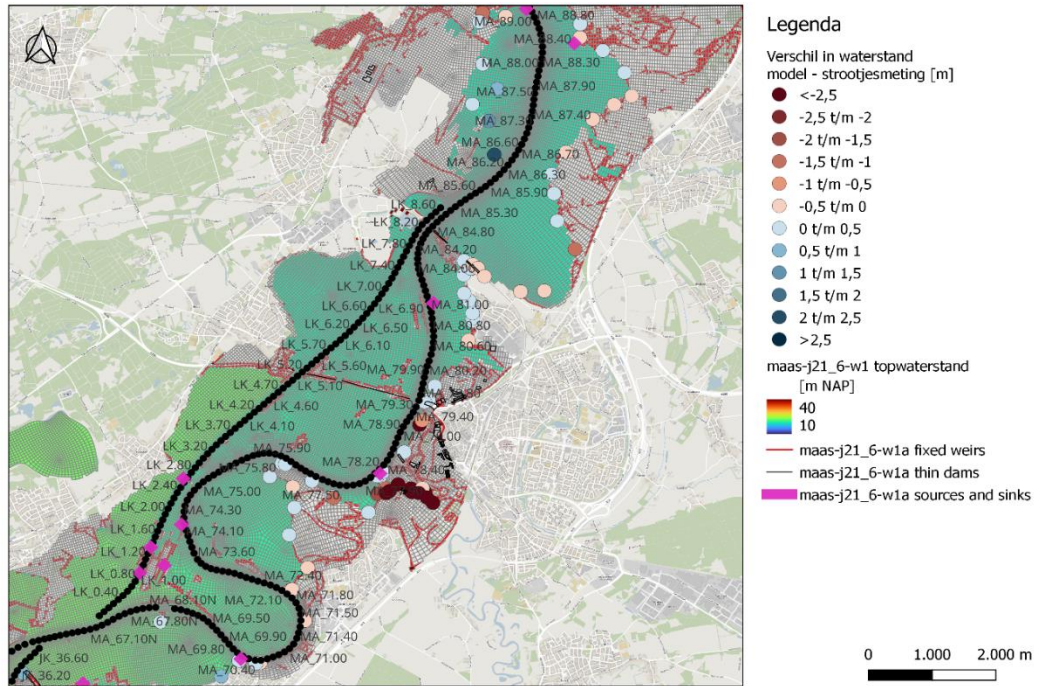 MA_89.00
MA_88.80
MA_88.40
MA_88.00
MA_88.30
MA_87.50
MA_87.90
MA_87.30
MA_87.40
MA_86.60
MA_86.70
MA_86.20
MA_86.30
MA_85.60
MA_85.90
LK_8.60
MA_85.30
LK_8.20
MA_84.80
LK_7.80
MA_84.20
LK_7.40
MA_84.00
LK_7.00
LK_6.60
LK_6.90
MA_81.00
LK_6.20
LK_6.50
MA_80.80
LK_5.70
LK_6.10
MA_80.60
LK_5.20
LK_5.60
MA_79.90
MA_80.20
LK_4.70
LK_5.10
LK_4.20
LK_4.60
MA_79.30
MA_79.40
LK_3.70
LK_4.10
MA_78.90
LK_3.20
MA_75.90
LK_2.80
MA_75.80
MA_78.20
MA_78.40
LK_2.40
MA_75.00
MA_77.50
LK_2.00
MA_74.30
LK_1.60
MA_74.10
LK_1.20
MA_73.60
LK_0.80
LK_1.00
MA_72.40
LK_0.40
MA_68.10N
MA_72.10
MA_71.80
MA_67.80N
MA_69.50
MA_71.50
MA_67.10N
MA_69.90
MA_71.40
JK_36.60
MA_69.80
MA_71.00
JK_36.20
MA_70.40
Legenda
Verschil in waterstand
model - strootjesmeting [m]
<-2,5
-2,5 t/m -2
-2 t/m -1,5
-1,5 t/m -1
-1 t/m -0,5
-0,5 t/m 0
0 t/m 0,5
0,5 t/m 1
1 t/m 1,5
1,5 t/m 2
2 t/m 2,5
>2,5
maas-j21_6-w1 topwaterstand
[m NAP]
40
10
maas-j21_6-w1a fixed weirs
maas-j21_6-w1a thin dams
maas-j21_6-w1a sources and sinks
0 1.000 2.000 m